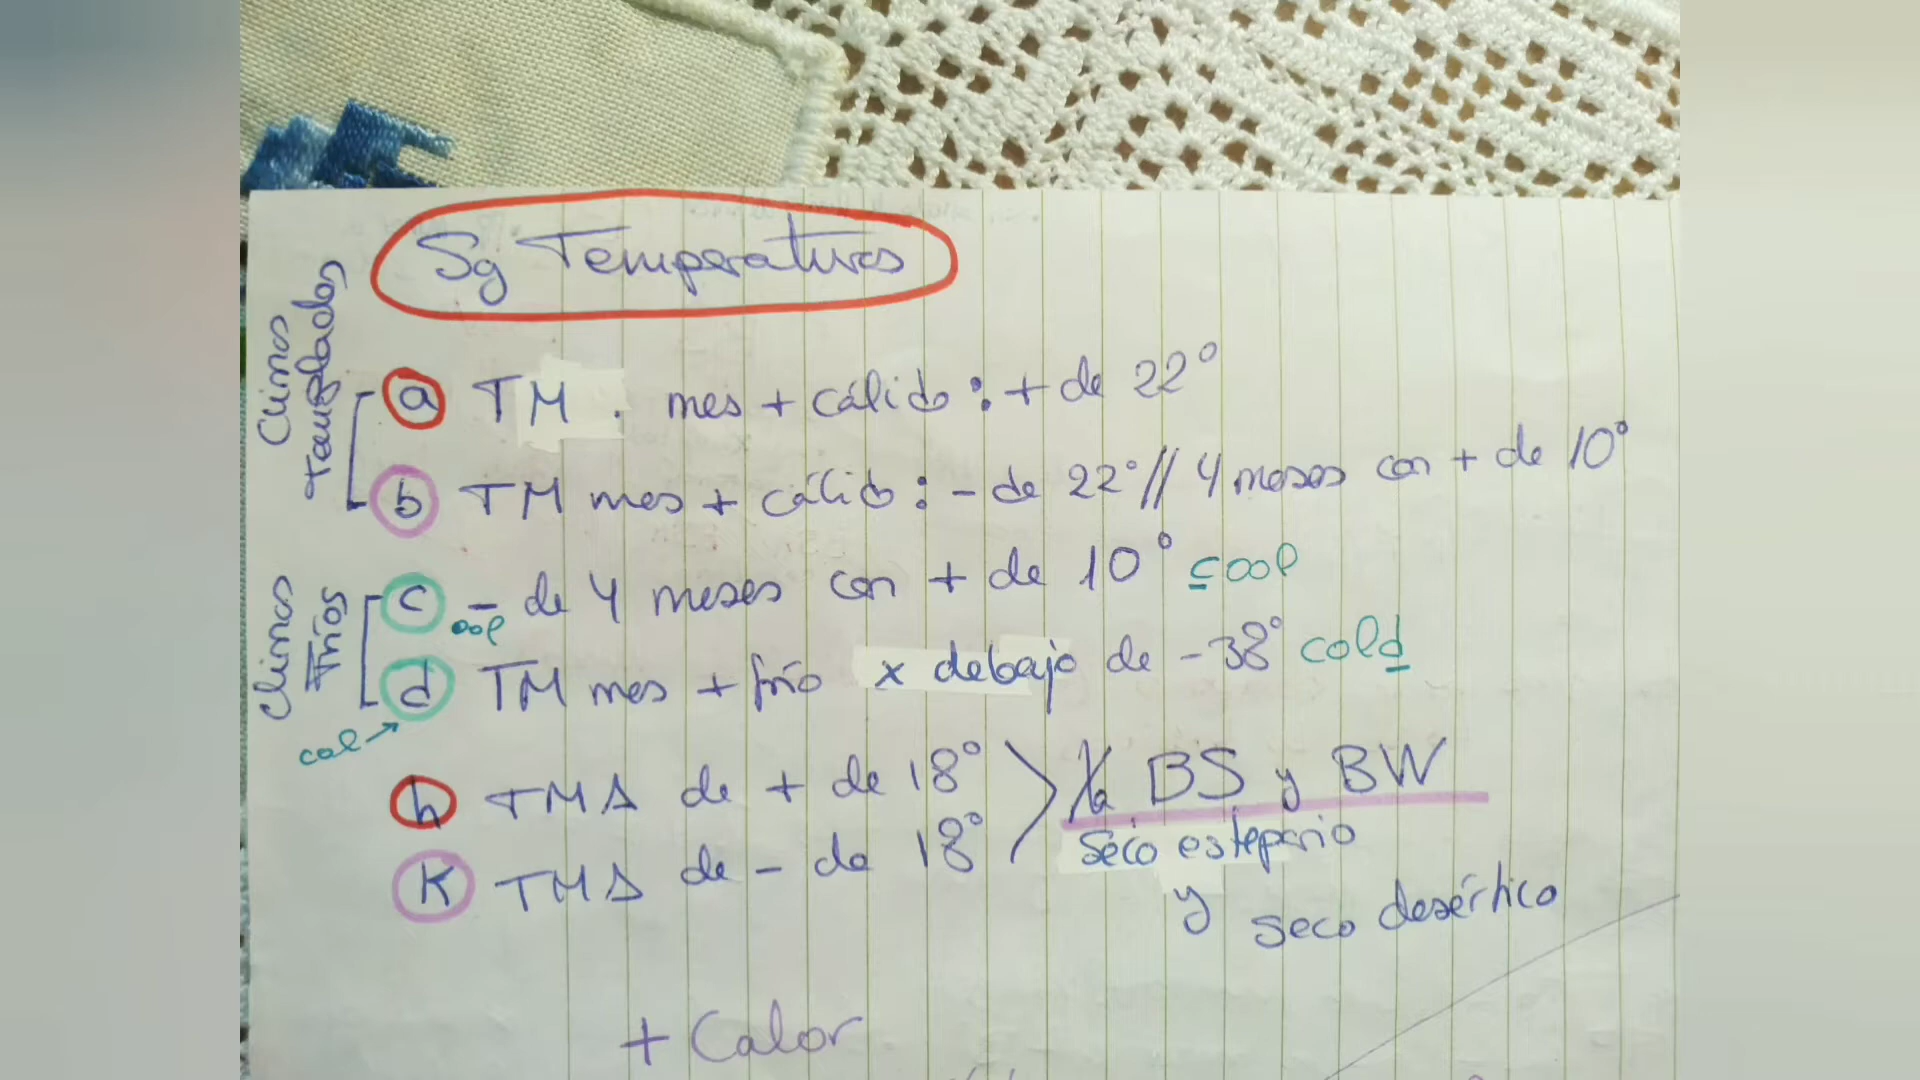 Sg Temperaturas
Climas
templados
a TM . mes + cálido : + de 22°
b TM mes + cálido : - de 22° // 4 meses con + de 10°
Climas
Fríos
c - de 4 meses con + de 10° cool
ool
d TM mes + frío x debajo de -38° cold
col →
h TMA de + de 18°
K TMA de - de 18°
BS y BW
seco estepario
y seco desértico
+ Calor